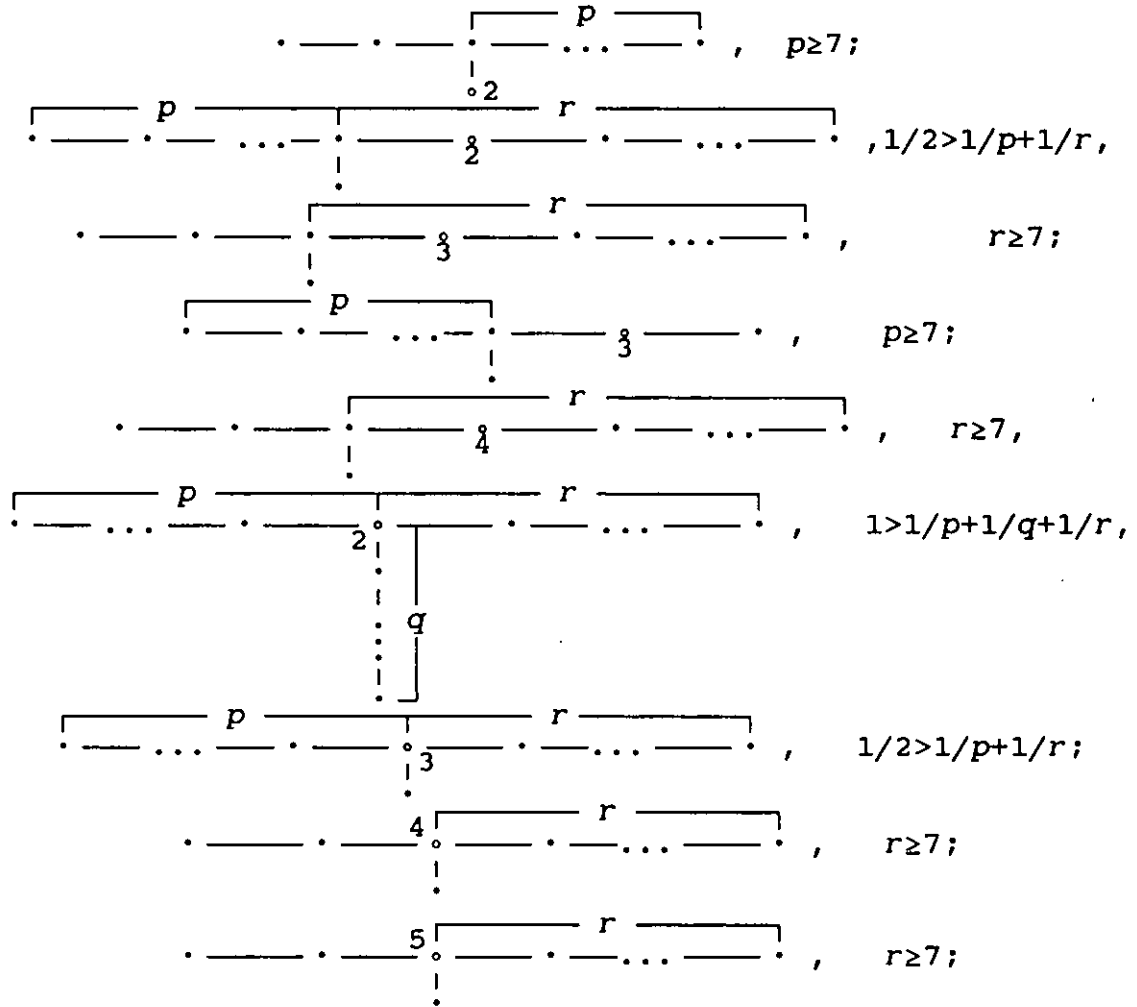 p
, p≥7;
2
p r
2 ,1/2>1/p+1/r,
r
3 , r≥7;
p
3 , p≥7;
r
4 , r≥7,
p r
2 , 1>1/p+1/q+1/r,
q
p r
3 , 1/2>1/p+1/r;
4 r
, r≥7;
5 r
, r≥7;